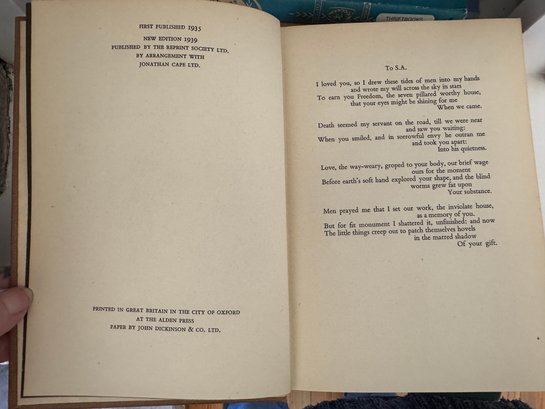 FIRST PUBLISHED 1935
NEW EDITION 1939
PUBLISHED BY THE REPRINT SOCIETY LTD.
BY ARRANGEMENT WITH
JONATHAN CAPE LTD.
PRINTED IN GREAT BRITAIN IN THE CITY OF OXFORD
AT THE ALDEN PRESS
PAPER BY JOHN DICKINSON & CO. LTD.
To S.A.
I loved you, so I drew these tides of men into my hands
and wrote my will across the sky in stars
To earn you Freedom, the seven pillared worthy house,
that your eyes might be shining for me
When we came.
Death seemed my servant on the road, till we were near
and saw you waiting:
When you smiled, and in sorrowful envy he outran me
and took you apart:
Into his quietness.
Love, the way-weary, groped to your body, our brief wage
ours for the moment
Before earth's soft hand explored your shape, and the blind
worms grew fat upon
Your substance.
Men prayed me that I set our work, the inviolate house,
as a memory of you.
But for fit monument I shattered it, unfinished: and now
The little things creep out to patch themselves hovels
in the marred shadow
Of your gift.